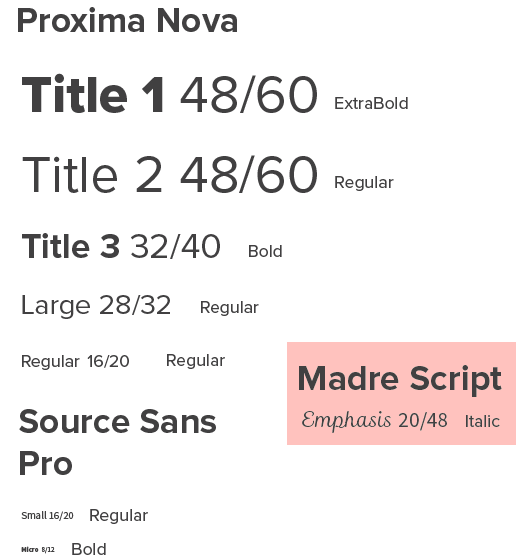 Proxima Nova
Title 1 48/60 ExtraBold
Title 2 48/60 Regular
Title 3 32/40 Bold
Large 28/32 Regular
Regular 16/20 Regular
Madre Script
Emphasis 20/48 Italic
Source Sans
Pro
Small 16/20 Regular
Micro 8/12 Bold